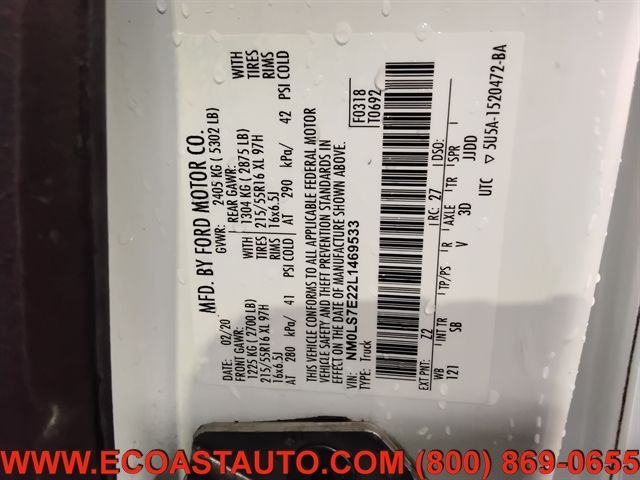 MFD. BY FORD MOTOR CO.
DATE: 02/20
GVWR: 2405 KG ( 5302 LB)
FRONT GAWR: REAR GAWR:
1225 KG ( 2700 LB) 1304 KG ( 2875 LB) WITH
215/55R16 XL 97H TIRES 215/55R16 XL 97H TIRES
16x6.5J RIMS 16x6.5J RIMS
AT 280 kPa/ 41 PSI COLD AT 290 kPa/ 42 PSI COLD
THIS VEHICLE CONFORMS TO ALL APPLICABLE FEDERAL MOTOR
VEHICLE SAFETY AND THEFT PREVENTION STANDARDS IN
EFFECT ON THE DATE OF MANUFACTURE SHOWN ABOVE.
VIN: NM0LS7E22L1469533
TYPE: Truck
F0318
T0692
EXT PNT: Z2 RC: 27 DSO:
WB INT TR TP/PS R AXLE TR SPR
121 SB V 3D JJDD
UTC ▽ 5U5A-1520472-BA
WWW.ECOASTAUTO.COM (800) 869-0655